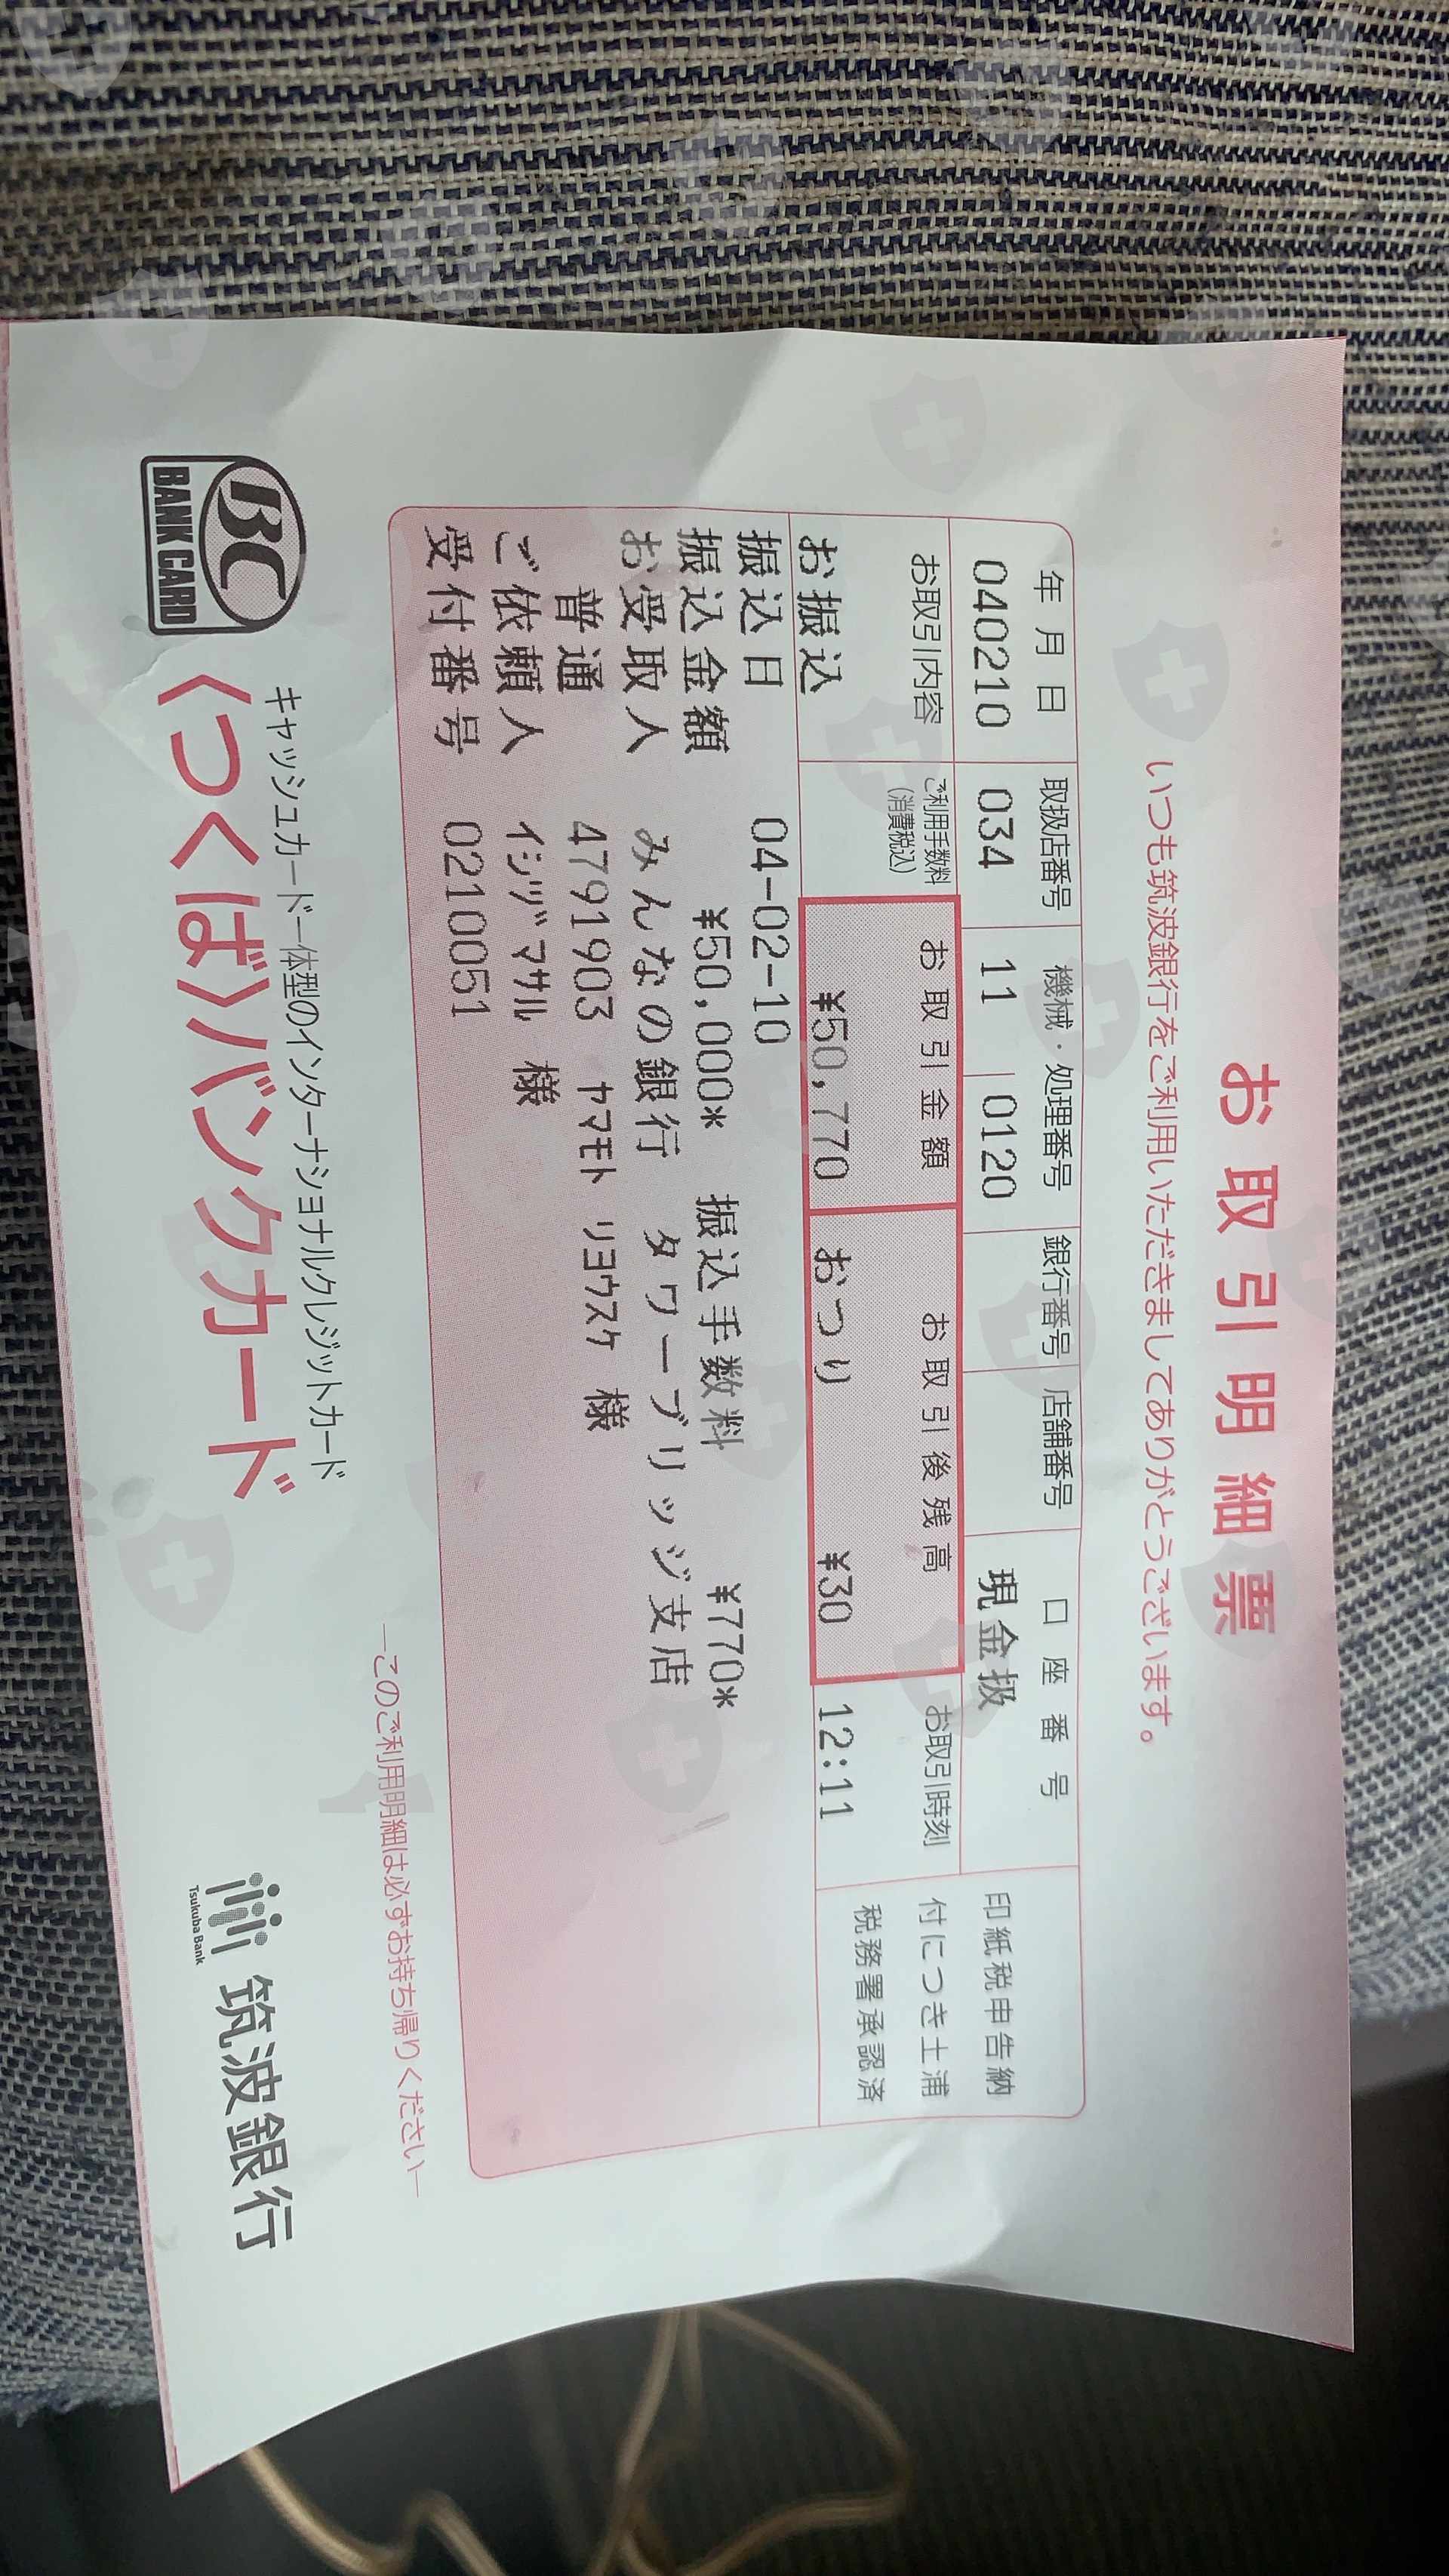 お取引明細票
いつも筑波銀行をご利用いただきましてありがとうございます。
年月日 取扱店番号 機械・処理番号 銀行番号 店舗番号 口座番号
040210 034 11 0120 現金扱
お取引内容 ご利用手数料(消費税込) お取引金額 お取引後残高 お取引時刻
お振込 ¥50,770 おつり ¥30 12:11
印紙税申告納
付につき土浦
税務署承認済
振込日 04-02-10
振込金額 ¥50,000* 振込手数料 ¥770*
お受取人 みんなの銀行 タワーブリッジ支店
普通 4791903 ヤマモト リヨウスケ 様
ご依頼人 イシヅマサル 様
受付番号 0210051
―このご利用明細は必ずお持ち帰りください―
キャッシュカード一体型のインターナショナルクレジットカード
BC
BANK CARD
〈つくば〉バンクカード
Tsukuba Bank
筑波銀行